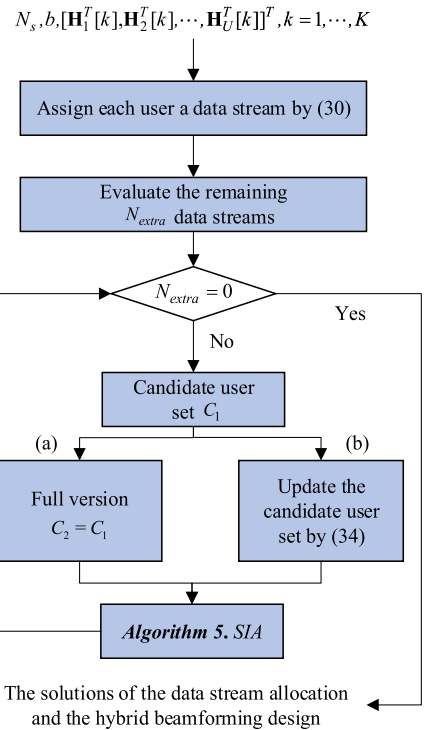 N_s, b, [H_1^T[k], H_2^T[k], ⋯, H_U^T[k]]^T, k = 1, ⋯, K
Assign each user a data stream by (30)
Evaluate the remaining
N_extra data streams
N_extra = 0
Yes
No
Candidate user
set C_1
(a)
(b)
Full version
C_2 = C_1
Update the
candidate user
set by (34)
Algorithm 5. SIA
The solutions of the data stream allocation
and the hybrid beamforming design